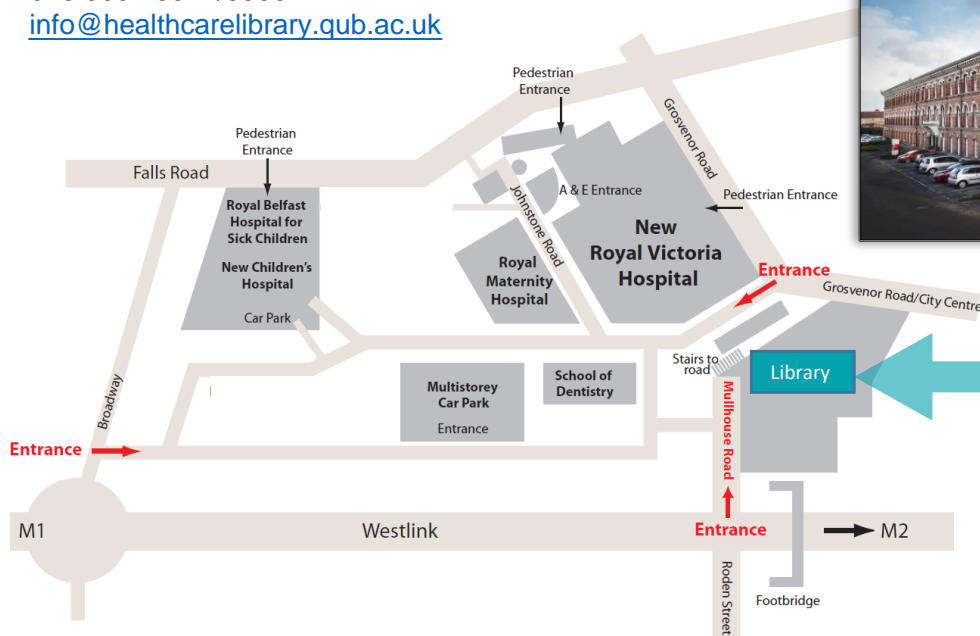 info@healthcarelibrary.qub.ac.uk
Pedestrian
Entrance
Pedestrian
Entrance
Grosvenor Road
Falls Road
Royal Belfast
Hospital for
Sick Children
New Children's
Hospital
Car Park
A & E Entrance
Johnstone Road
Pedestrian Entrance
New
Royal Victoria
Hospital
Royal
Maternity
Hospital
Entrance
Grosvenor Road/City Centre
Stairs to
road
Library
Multistorey
Car Park
Entrance
School of
Dentistry
Mullhouse Road
Broadway
Entrance
M1
Westlink
Entrance
M2
Roden Street
Footbridge